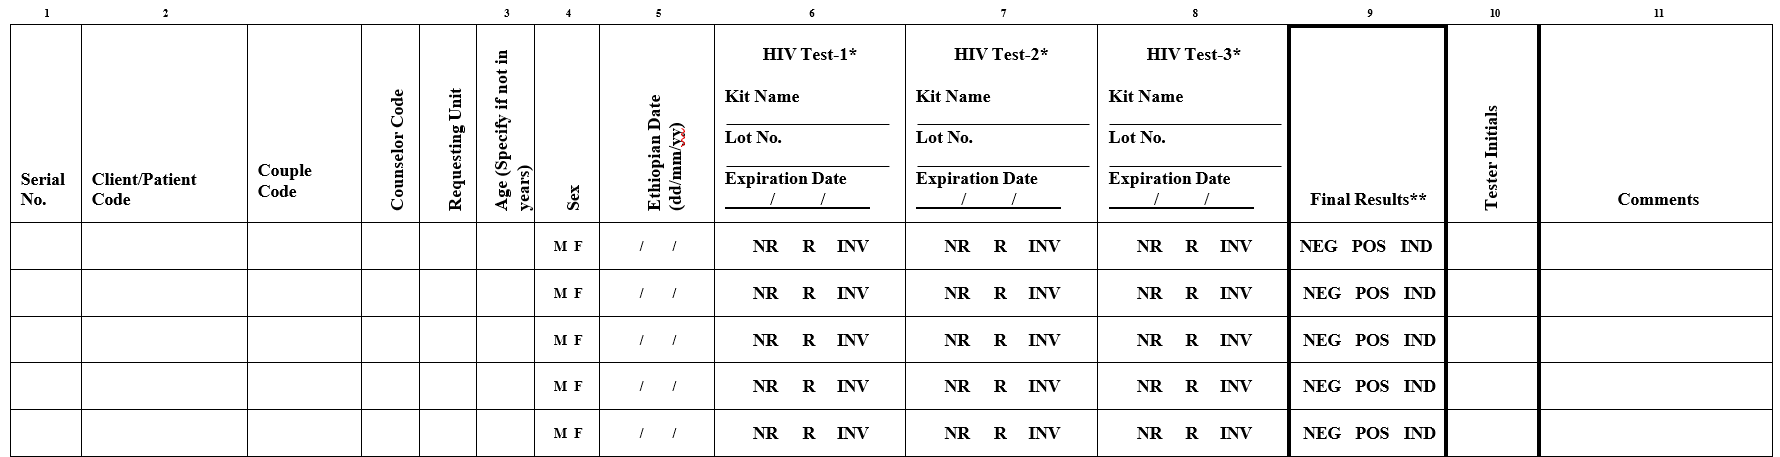 1 2 3 4 5 6 7 8 9 10 11
Serial
No.
Client/Patient
Code
Couple
Code
Counselor Code
Requesting Unit
Age (Specify if not in
years)
Sex
Ethiopian Date
(dd/mm/yy)
HIV Test-1*
Kit Name
Lot No.
Expiration Date
/ /
HIV Test-2*
Kit Name
Lot No.
Expiration Date
/ /
HIV Test-3*
Kit Name
Lot No.
Expiration Date
/ /
Final Results**
Tester Initials
Comments
M F / / NR R INV NR R INV NR R INV NEG POS IND
M F / / NR R INV NR R INV NR R INV NEG POS IND
M F / / NR R INV NR R INV NR R INV NEG POS IND
M F / / NR R INV NR R INV NR R INV NEG POS IND
M F / / NR R INV NR R INV NR R INV NEG POS IND